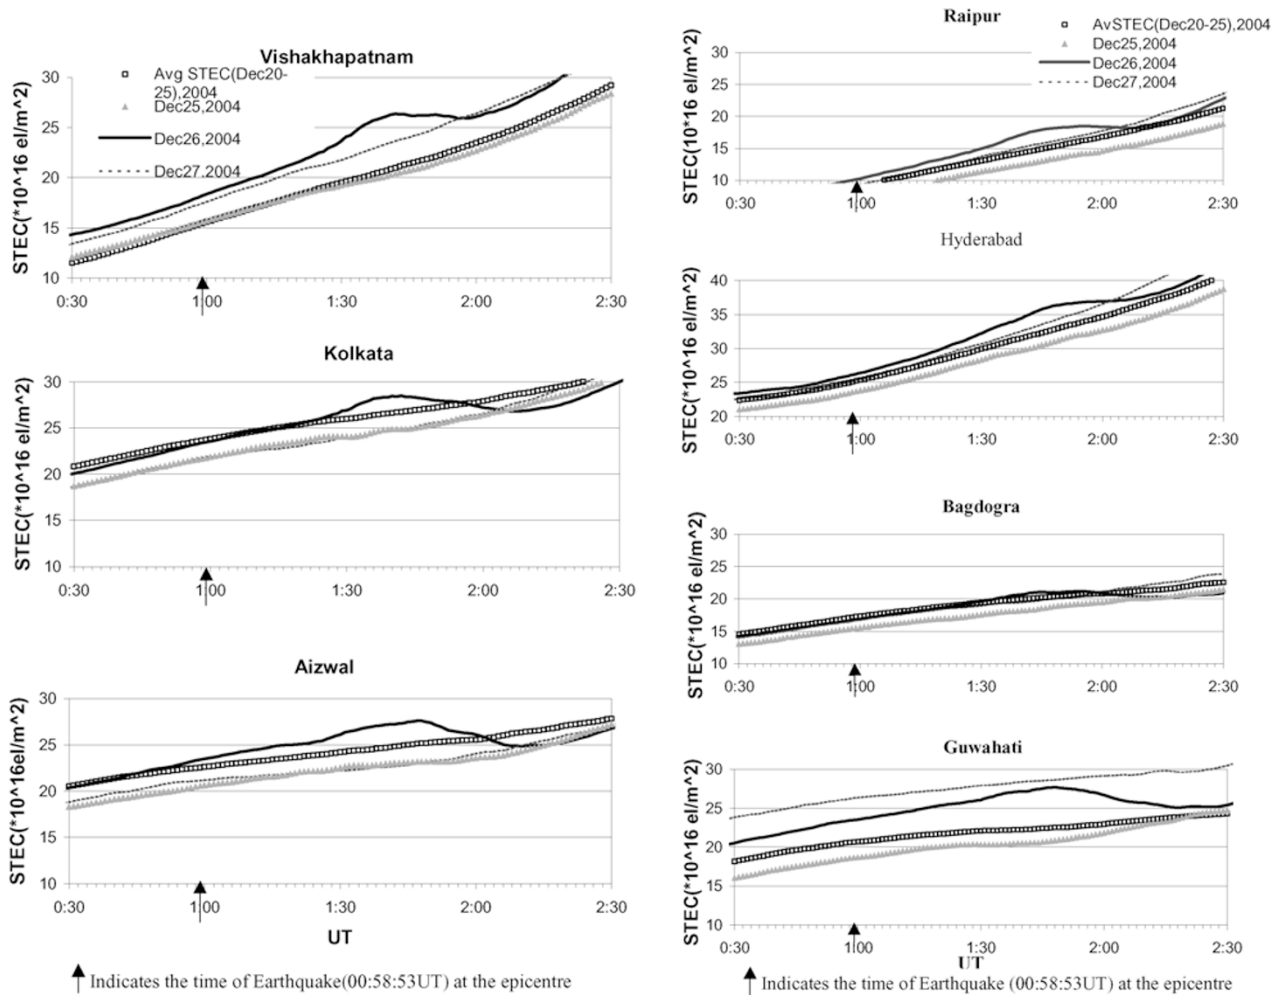 Vishakhapatnam
STEC(*10^16 el/m^2)
30
25
20
15
10
Avg STEC(Dec20-
25),2004
Dec25,2004
Dec26,2004
Dec27,2004
0:30
1:00
1:30
2:00
2:30
Kolkata
STEC(*10^16 el/m^2)
30
25
20
15
10
0:30
1:00
1:30
2:00
2:30
Aizwal
STEC(*10^16el/m^2)
30
25
20
15
10
0:30
1:00
1:30
2:00
2:30
UT
Indicates the time of Earthquake(00:58:53UT) at the epicentre
Raipur
AvSTEC(Dec20-25),2004
Dec25,2004
Dec26,2004
Dec27,2004
STEC(10*16 el/m^2)
30
25
20
15
10
0:30
1:00
1:30
2:00
2:30
Hyderabad
STEC(*10^16 el/m^2)
40
35
30
25
20
0:30
1:00
1:30
2:00
2:30
Bagdogra
STEC(*10^16 el/m^2)
30
25
20
15
10
0:30
1:00
1:30
2:00
2:30
Guwahati
STEC(*10^16 el/m^2)
30
25
20
15
10
0:30
1:00
1:30
2:00
2:30
UT
Indicates the time of Earthquake (00:58:53UT) at the epicentre